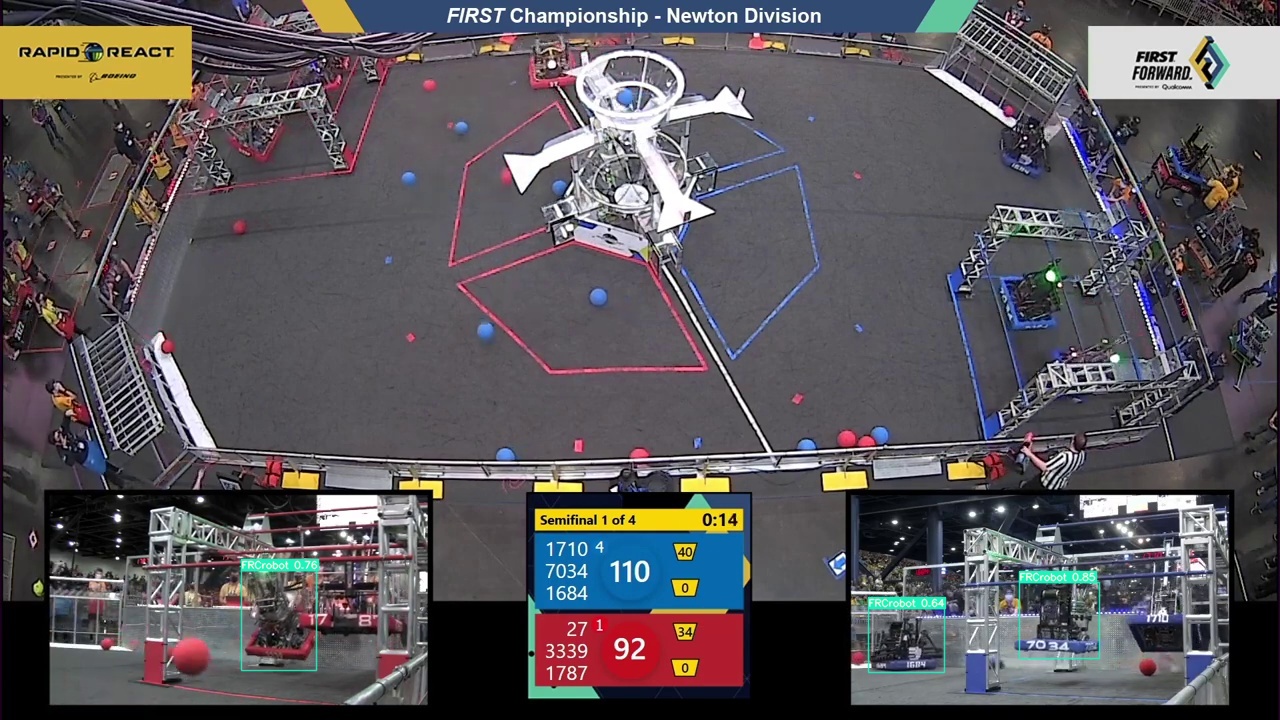 FIRST Championship - Newton Division
RAPID REACT
PRESENTED BY BOEING
FIRST
FORWARD
PRESENTED BY Qualcomm
Semifinal 1 of 4 0:14
1710 4 40
7034 110
1684 0
27 1 34
3339 92
1787 0
FRCrobot 0.76
FRCrobot 0.64
FRCrobot 0.85
1684
7034
1710